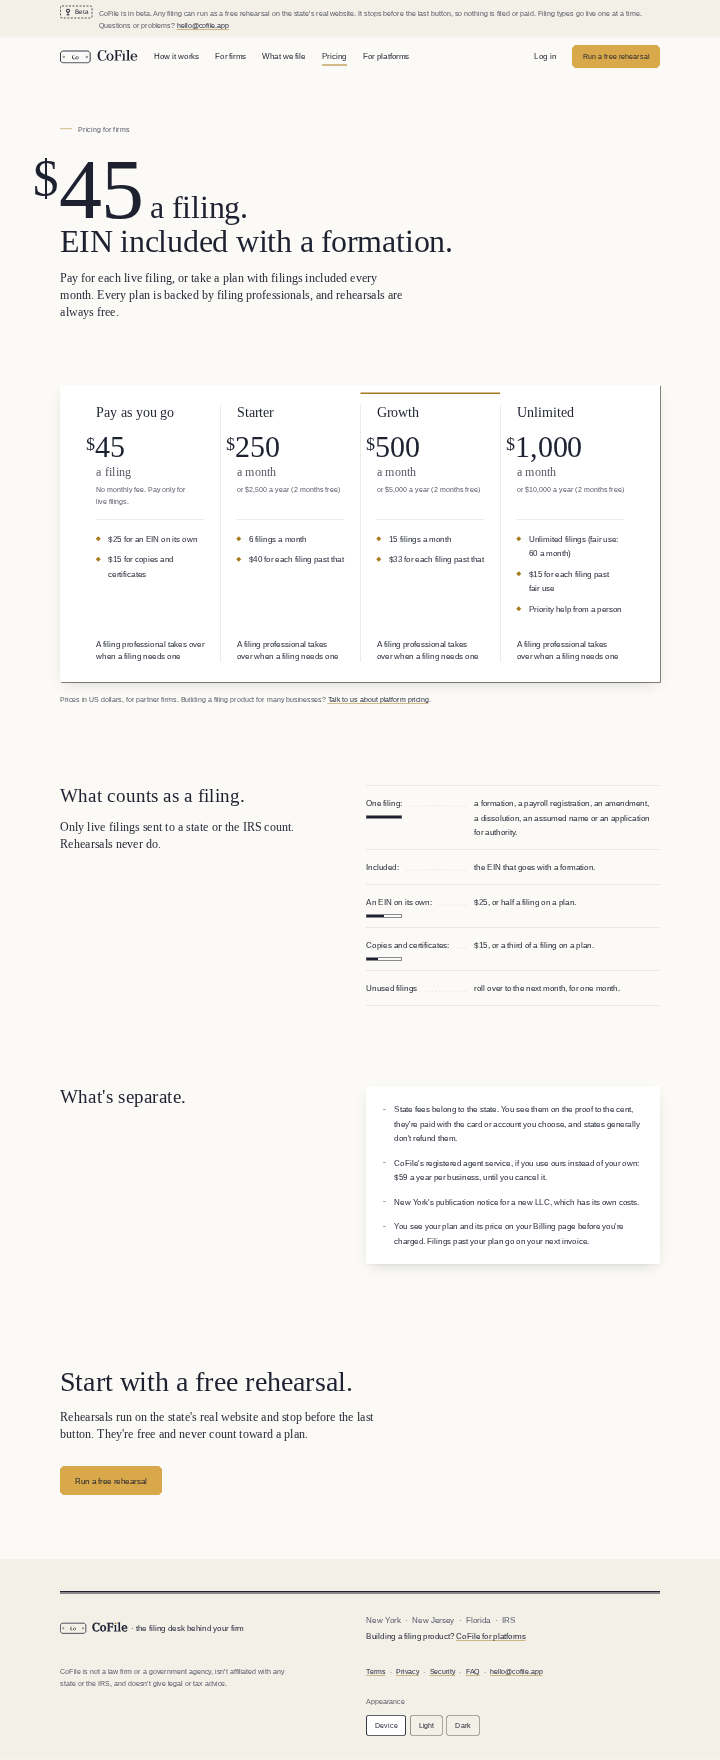 Beta
CoFile is in beta. Any filing can run as a free rehearsal on the state's real website. It stops before the last button, so nothing is filed or paid. Filing types go live one at a time.
Questions or problems? hello@cofile.app
Co CoFile How it works For firms What we file Pricing For platforms Log in Run a free rehearsal
Pricing for firms
$45 a filing.
EIN included with a formation.
Pay for each live filing, or take a plan with filings included every
month. Every plan is backed by filing professionals, and rehearsals are
always free.
Pay as you go
$45
a filing
No monthly fee. Pay only for
live filings.
$25 for an EIN on its own
$15 for copies and
certificates
A filing professional takes over
when a filing needs one
Starter
$250
a month
or $2,500 a year (2 months free)
6 filings a month
$40 for each filing past that
A filing professional takes
over when a filing needs one
Growth
$500
a month
or $5,000 a year (2 months free)
15 filings a month
$33 for each filing past that
A filing professional takes
over when a filing needs one
Unlimited
$1,000
a month
or $10,000 a year (2 months free)
Unlimited filings (fair use:
60 a month)
$15 for each filing past
fair use
Priority help from a person
A filing professional takes
over when a filing needs one
Prices in US dollars, for partner firms. Building a filing product for many businesses? Talk to us about platform pricing.
What counts as a filing.
Only live filings sent to a state or the IRS count.
Rehearsals never do.
One filing: a formation, a payroll registration, an amendment,
a dissolution, an assumed name or an application
for authority.
Included: the EIN that goes with a formation.
An EIN on its own: $25, or half a filing on a plan.
Copies and certificates: $15, or a third of a filing on a plan.
Unused filings roll over to the next month, for one month.
What's separate.
– State fees belong to the state. You see them on the proof to the cent,
they're paid with the card or account you choose, and states generally
don't refund them.
– CoFile's registered agent service, if you use ours instead of your own:
$59 a year per business, until you cancel it.
– New York's publication notice for a new LLC, which has its own costs.
– You see your plan and its price on your Billing page before you're
charged. Filings past your plan go on your next invoice.
Start with a free rehearsal.
Rehearsals run on the state's real website and stop before the last
button. They're free and never count toward a plan.
Run a free rehearsal
Co CoFile · the filing desk behind your firm
CoFile is not a law firm or a government agency, isn't affiliated with any
state or the IRS, and doesn't give legal or tax advice.
New York · New Jersey · Florida · IRS
Building a filing product? CoFile for platforms
Terms · Privacy · Security · FAQ · hello@cofile.app
Appearance
Device Light Dark